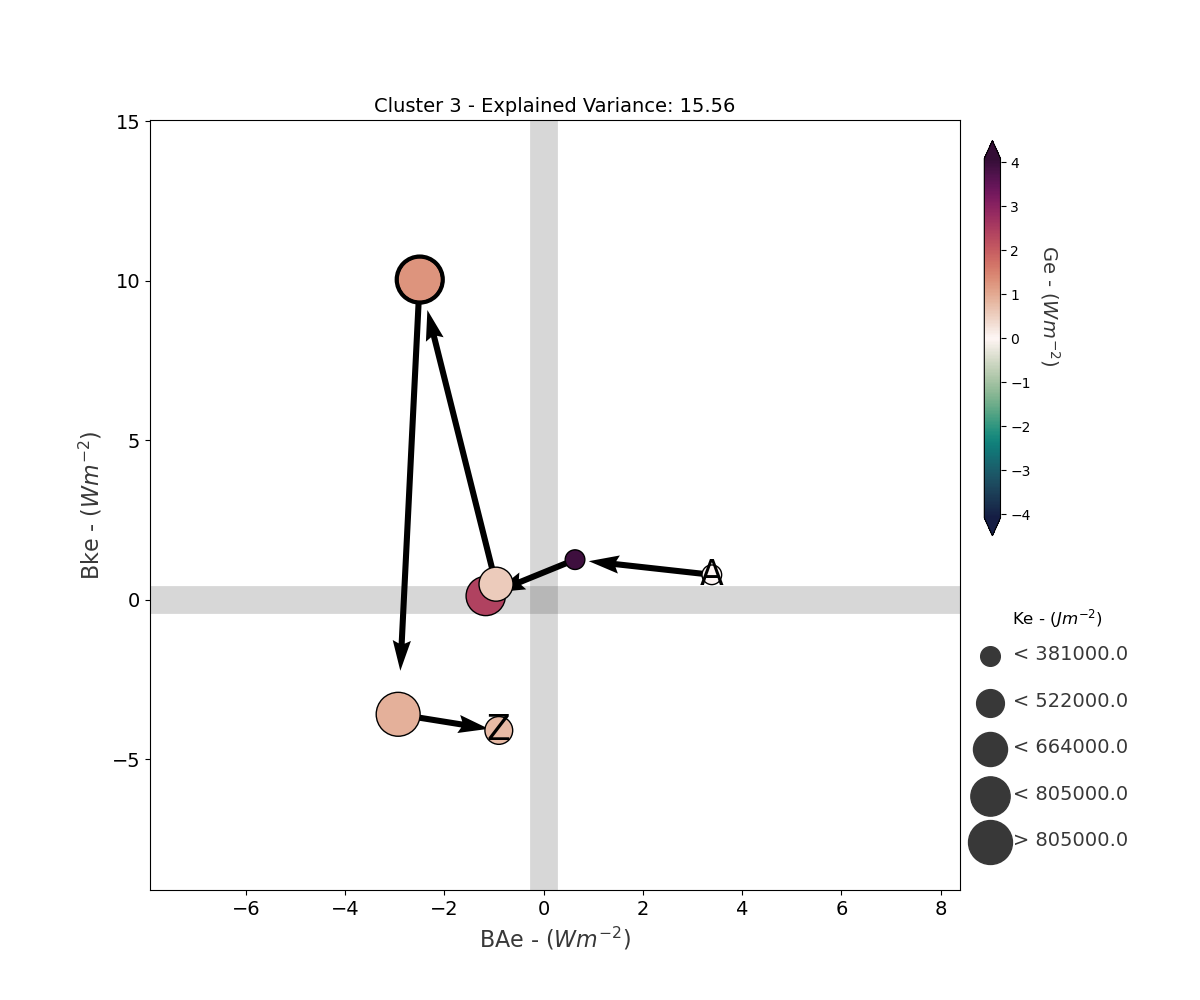 Cluster 3 - Explained Variance: 15.56
15
10
5
0
−5
Bke - (Wm⁻²)
A
Z
−6 −4 −2 0 2 4 6 8
BAe - (Wm⁻²)
4
3
2
1
0
−1
−2
−3
−4
Ge - (Wm⁻²)
Ke - (Jm⁻²)
< 381000.0
< 522000.0
< 664000.0
< 805000.0
> 805000.0